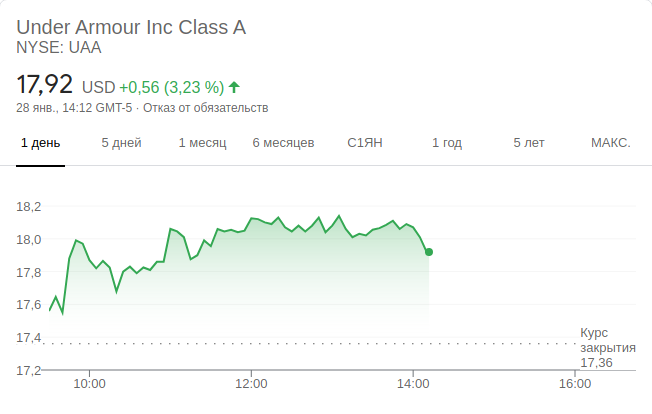 Under Armour Inc Class A
NYSE: UAA
17,92 USD +0,56 (3,23 %)
28 янв., 14:12 GMT-5 · Отказ от обязательств
1 день 5 дней 1 месяц 6 месяцев С1ЯН 1 год 5 лет МАКС.
18,2
18,0
17,8
17,6
17,4
17,2
Курс
закрытия
17,36
10:00 12:00 14:00 16:00